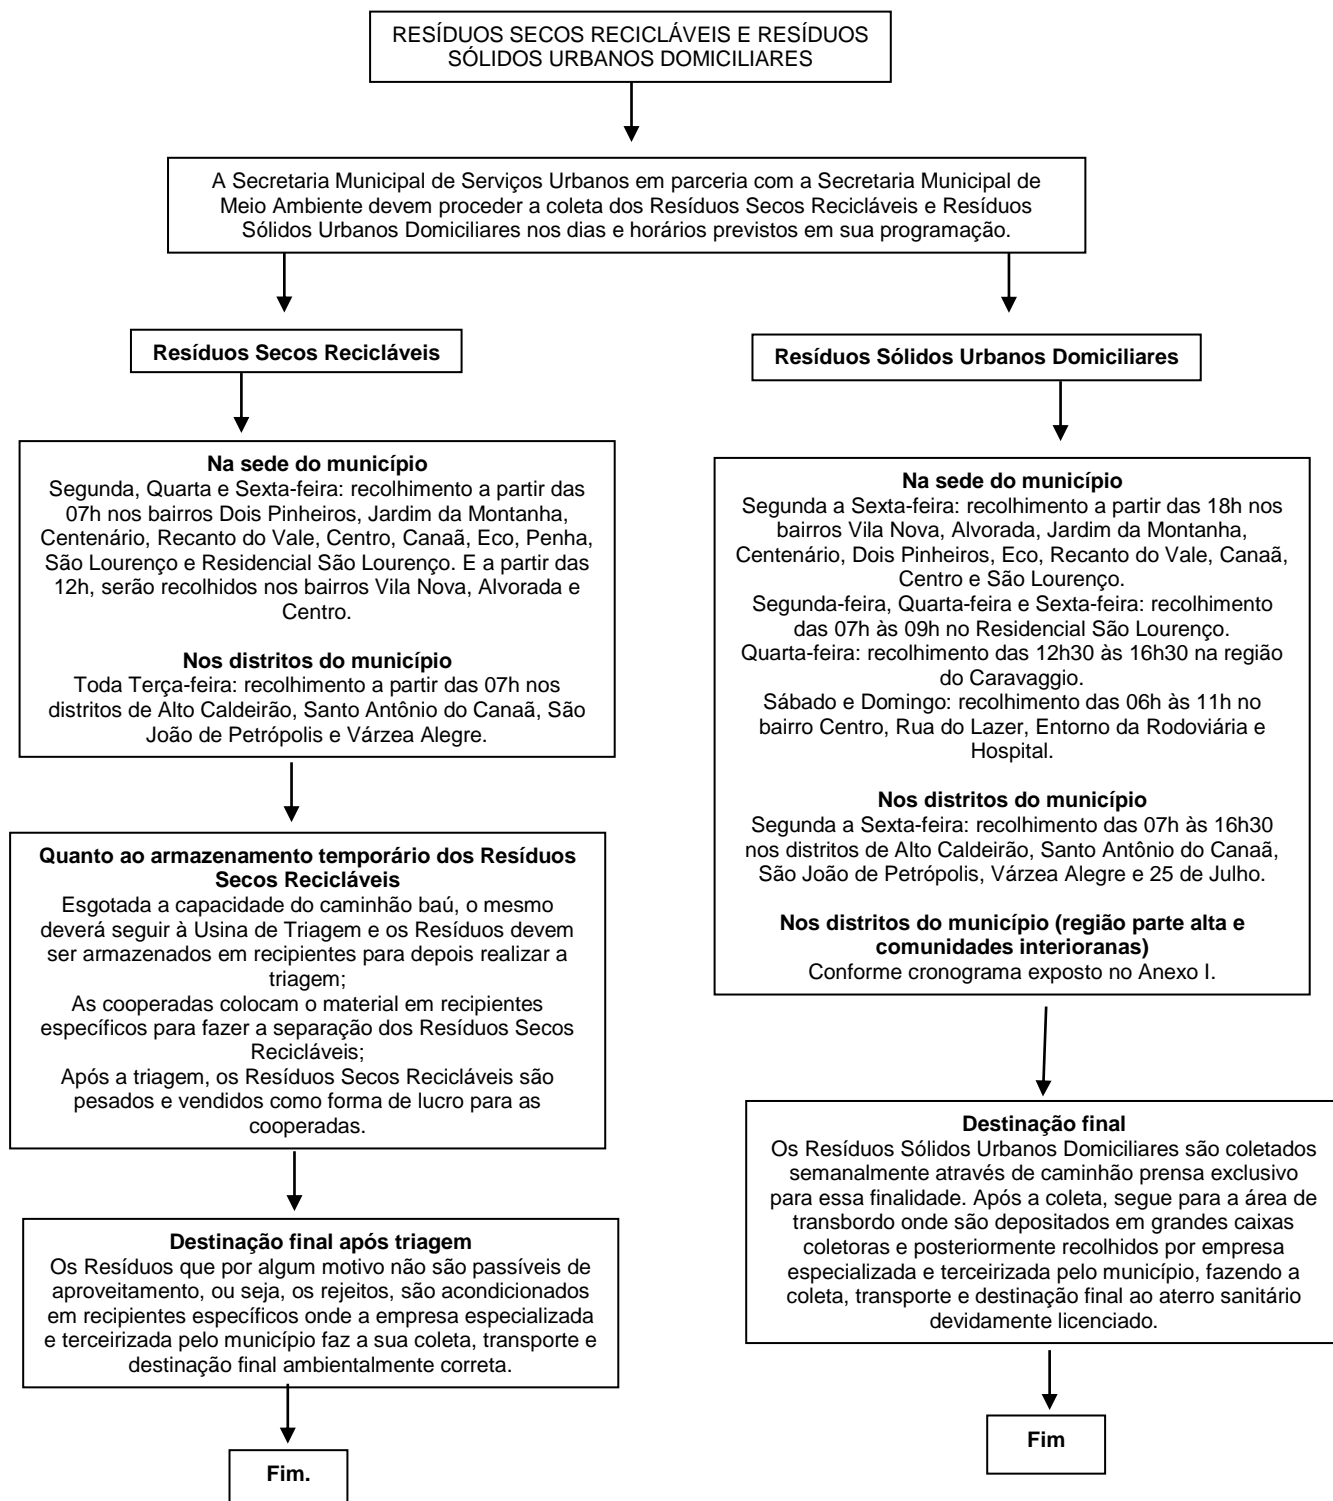 RESÍDUOS SECOS RECICLÁVEIS E RESÍDUOS
SÓLIDOS URBANOS DOMICILIARES
A Secretaria Municipal de Serviços Urbanos em parceria com a Secretaria Municipal de
Meio Ambiente devem proceder a coleta dos Resíduos Secos Recicláveis e Resíduos
Sólidos Urbanos Domiciliares nos dias e horários previstos em sua programação.
Resíduos Secos Recicláveis
Na sede do município
Segunda, Quarta e Sexta-feira: recolhimento a partir das
07h nos bairros Dois Pinheiros, Jardim da Montanha,
Centenário, Recanto do Vale, Centro, Canaã, Eco, Penha,
São Lourenço e Residencial São Lourenço. E a partir das
12h, serão recolhidos nos bairros Vila Nova, Alvorada e
Centro.
Nos distritos do município
Toda Terça-feira: recolhimento a partir das 07h nos
distritos de Alto Caldeirão, Santo Antônio do Canaã, São
João de Petrópolis e Várzea Alegre.
Quanto ao armazenamento temporário dos Resíduos
Secos Recicláveis
Esgotada a capacidade do caminhão baú, o mesmo
deverá seguir à Usina de Triagem e os Resíduos devem
ser armazenados em recipientes para depois realizar a
triagem;
As cooperadas colocam o material em recipientes
específicos para fazer a separação dos Resíduos Secos
Recicláveis;
Após a triagem, os Resíduos Secos Recicláveis são
pesados e vendidos como forma de lucro para as
cooperadas.
Destinação final após triagem
Os Resíduos que por algum motivo não são passíveis de
aproveitamento, ou seja, os rejeitos, são acondicionados
em recipientes específicos onde a empresa especializada
e terceirizada pelo município faz a sua coleta, transporte e
destinação final ambientalmente correta.
Fim.
Resíduos Sólidos Urbanos Domiciliares
Na sede do município
Segunda a Sexta-feira: recolhimento a partir das 18h nos
bairros Vila Nova, Alvorada, Jardim da Montanha,
Centenário, Dois Pinheiros, Eco, Recanto do Vale, Canaã,
Centro e São Lourenço.
Segunda-feira, Quarta-feira e Sexta-feira: recolhimento
das 07h às 09h no Residencial São Lourenço.
Quarta-feira: recolhimento das 12h30 às 16h30 na região
do Caravaggio.
Sábado e Domingo: recolhimento das 06h às 11h no
bairro Centro, Rua do Lazer, Entorno da Rodoviária e
Hospital.
Nos distritos do município
Segunda a Sexta-feira: recolhimento das 07h às 16h30
nos distritos de Alto Caldeirão, Santo Antônio do Canaã,
São João de Petrópolis, Várzea Alegre e 25 de Julho.
Nos distritos do município (região parte alta e
comunidades interioranas)
Conforme cronograma exposto no Anexo I.
Destinação final
Os Resíduos Sólidos Urbanos Domiciliares são coletados
semanalmente através de caminhão prensa exclusivo
para essa finalidade. Após a coleta, segue para a área de
transbordo onde são depositados em grandes caixas
coletoras e posteriormente recolhidos por empresa
especializada e terceirizada pelo município, fazendo a
coleta, transporte e destinação final ao aterro sanitário
devidamente licenciado.
Fim